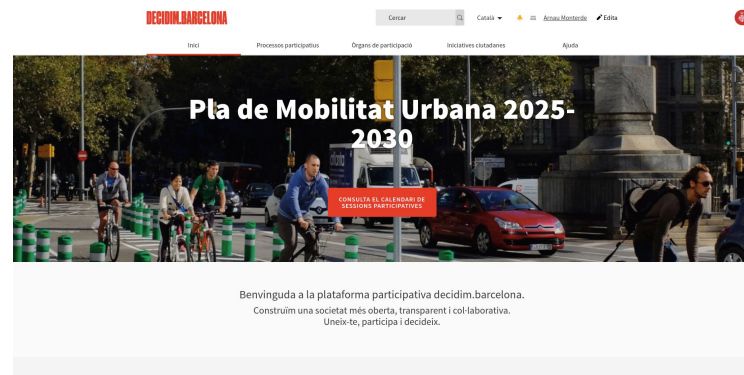 DECIDIM.BARCELONA
Cercar
Català
Arnau Monterde
Edita
Inici
Processos participatius
Òrgans de participació
Iniciatives ciutadanes
Ajuda
Pla de Mobilitat Urbana 2025-
2030
CONSULTA EL CALENDARI DE
SESSIONS PARTICIPATIVES
Benvinguda a la plataforma participativa decidim.barcelona.
Construïm una societat més oberta, transparent i col·laborativa.
Uneix-te, participa i decideix.